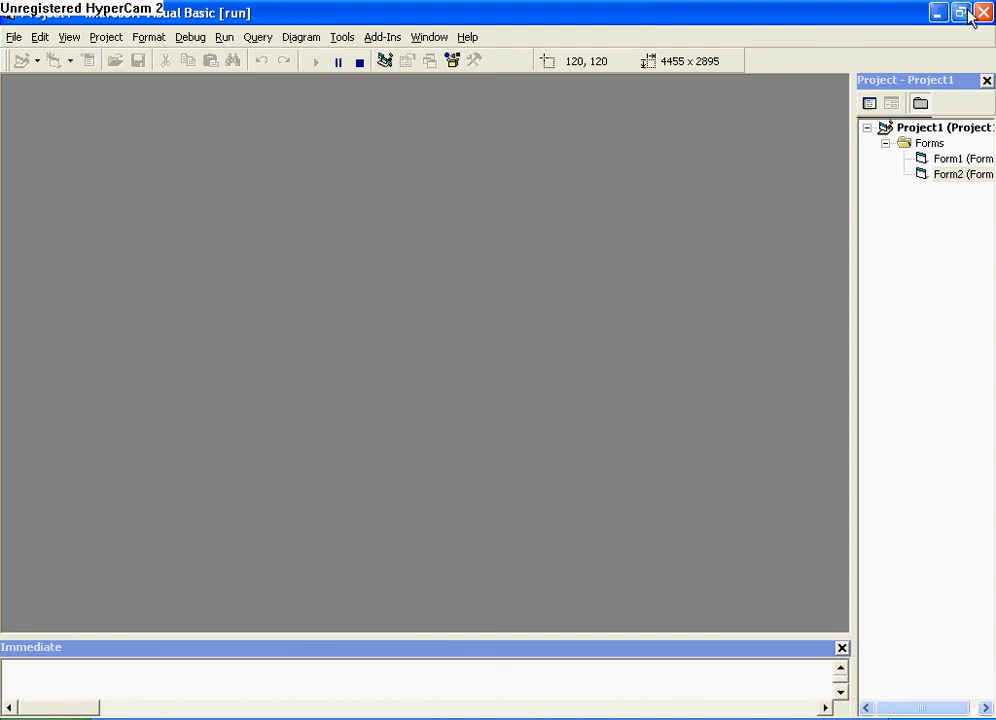 Unregistered HyperCam 2
Visual Basic [run]
File Edit View Project Format Debug Run Query Diagram Tools Add-Ins Window Help
120, 120 4455 x 2895
Project - Project1
Project1 (Project1
Forms
Form1 (Form
Form2 (Form
Immediate